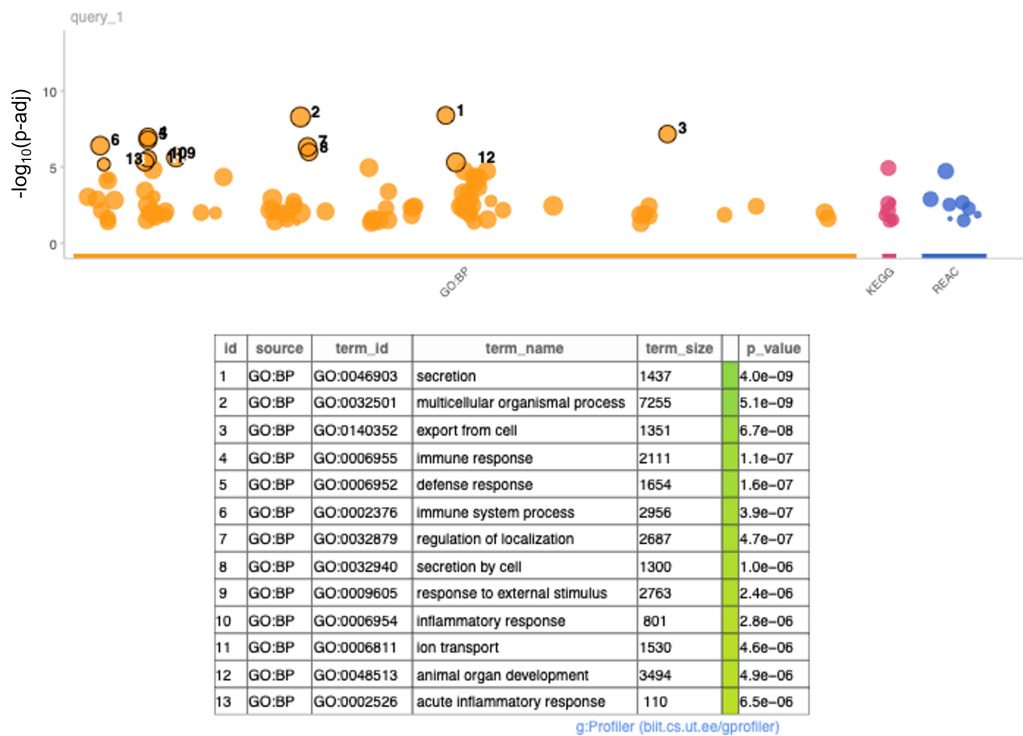 query_1
-log10(p-adj)
10
5
0
1
2
3
4
5
6
7
8
9
10
11
12
13
GO:BP
KEGG
REAC
id source term_id term_name term_size p_value
1 GO:BP GO:0046903 secretion 1437 4.0e−09
2 GO:BP GO:0032501 multicellular organismal process 7255 5.1e−09
3 GO:BP GO:0140352 export from cell 1351 6.7e−08
4 GO:BP GO:0006955 immune response 2111 1.1e−07
5 GO:BP GO:0006952 defense response 1654 1.6e−07
6 GO:BP GO:0002376 immune system process 2956 3.9e−07
7 GO:BP GO:0032879 regulation of localization 2687 4.7e−07
8 GO:BP GO:0032940 secretion by cell 1300 1.0e−06
9 GO:BP GO:0009605 response to external stimulus 2763 2.4e−06
10 GO:BP GO:0006954 inflammatory response 801 2.8e−06
11 GO:BP GO:0006811 ion transport 1530 4.6e−06
12 GO:BP GO:0048513 animal organ development 3494 4.9e−06
13 GO:BP GO:0002526 acute inflammatory response 110 6.5e−06
g:Profiler (biit.cs.ut.ee/gprofiler)